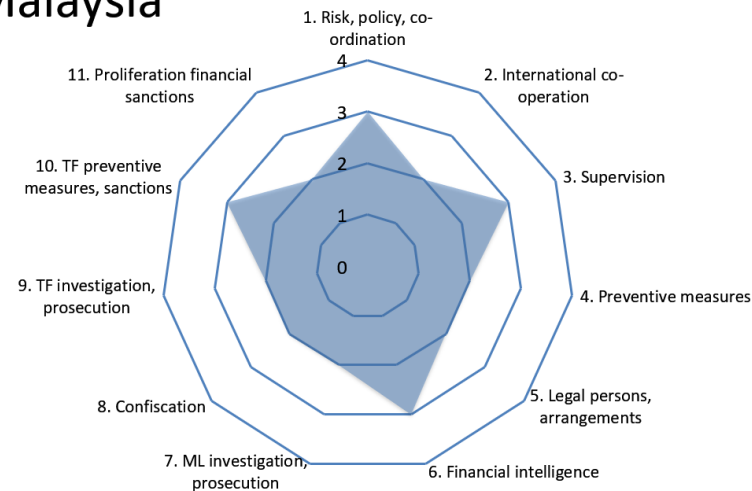 Malaysia
1. Risk, policy, co-
ordination
2. International co-
operation
3. Supervision
4. Preventive measures
5. Legal persons,
arrangements
6. Financial intelligence
7. ML investigation,
prosecution
8. Confiscation
9. TF investigation,
prosecution
10. TF preventive
measures, sanctions
11. Proliferation financial
sanctions
4
3
2
1
0